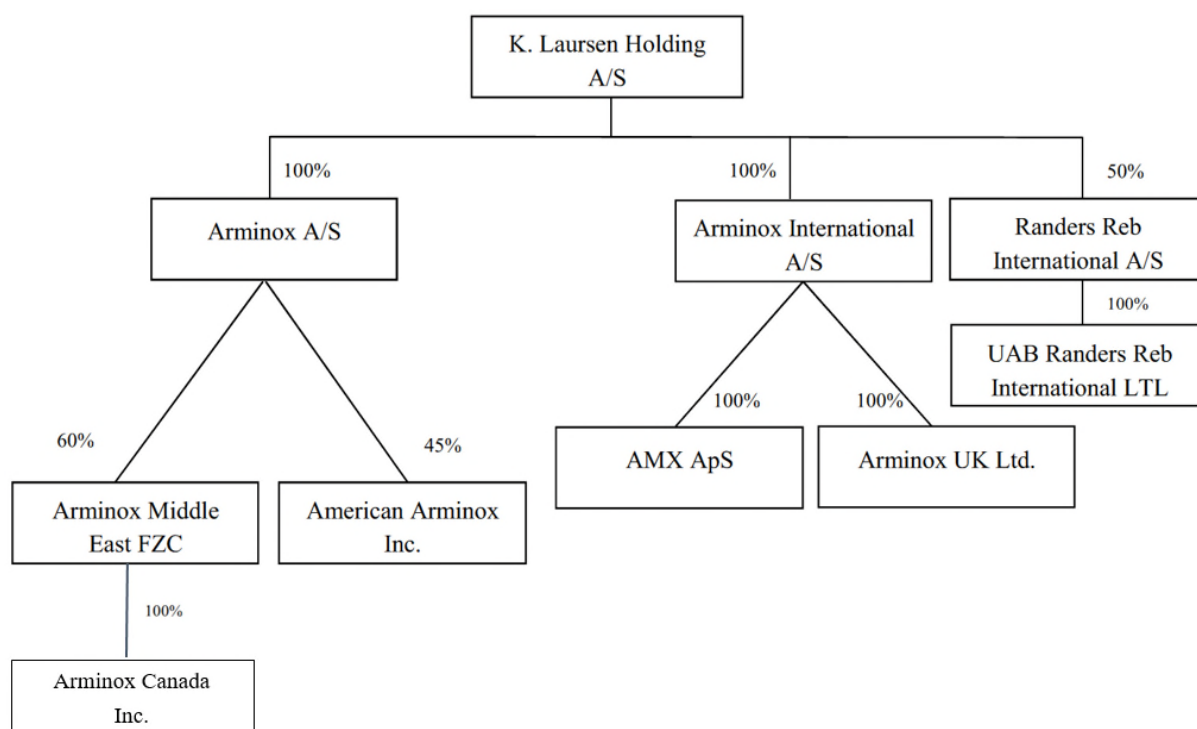 K. Laursen Holding
A/S
100%
100%
50%
Arminox A/S
Arminox International
A/S
Randers Reb
International A/S
100%
UAB Randers Reb
International LTL
60%
45%
100%
100%
Arminox Middle
East FZC
American Arminox
Inc.
AMX ApS
Arminox UK Ltd.
100%
Arminox Canada
Inc.